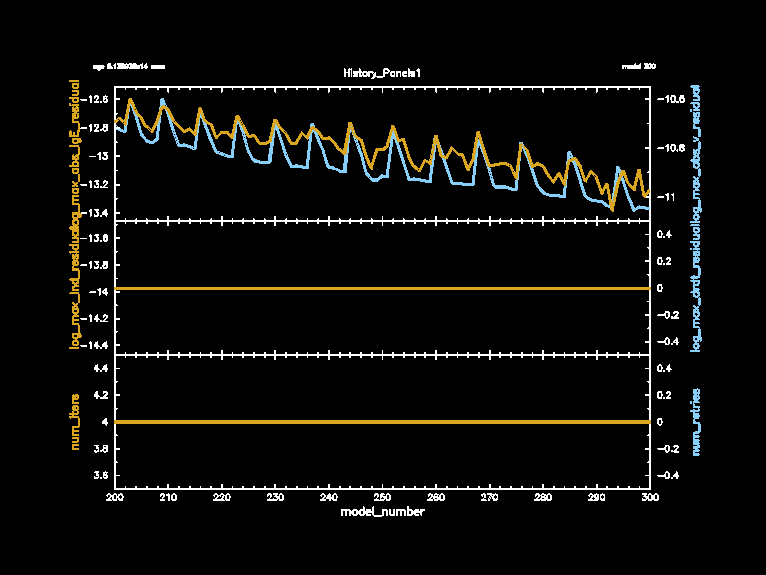 History_Panels1
model 300
log_max_abs_lgE_residual
-12.6
-12.8
-13
-13.2
-13.4
-10.6
-10.8
-11
log_max_abs_v_residual
log_max_lnd_residual
-13.6
-13.8
-14
-14.2
-14.4
0.4
0.2
0
-0.2
-0.4
log_max_drdt_residual
num_iters
4.4
4.2
4
3.8
3.6
0.4
0.2
0
-0.2
-0.4
num_retries
200 210 220 230 240 250 260 270 280 290 300
model_number